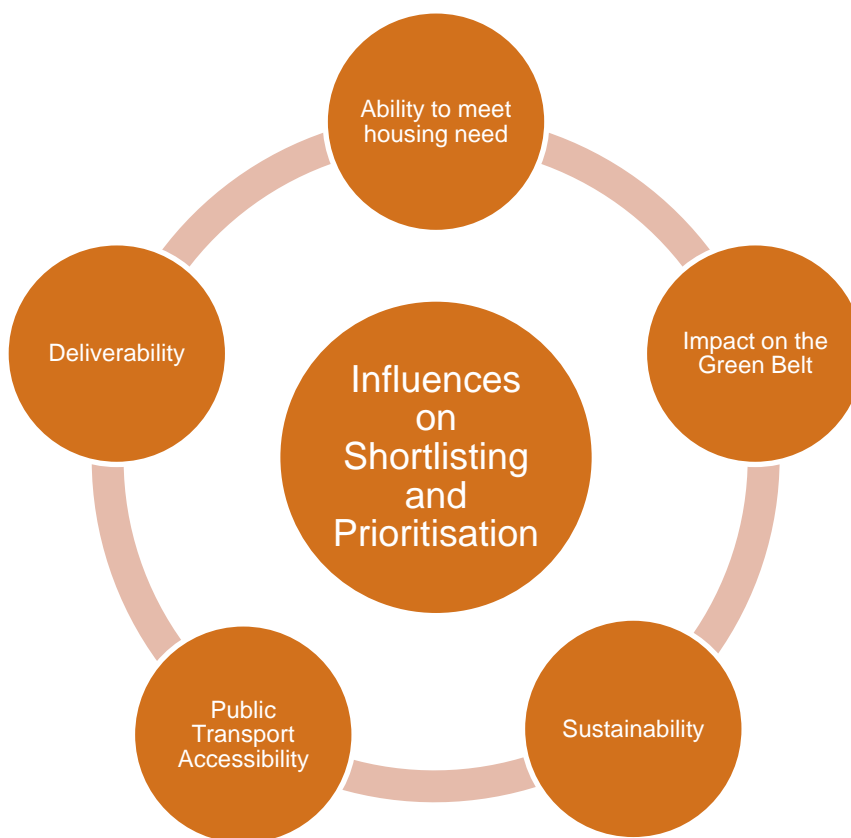 Ability to meet
housing need
Deliverability
Impact on the
Green Belt
Influences
on
Shortlisting
and
Prioritisation
Public
Transport
Accessibility
Sustainability